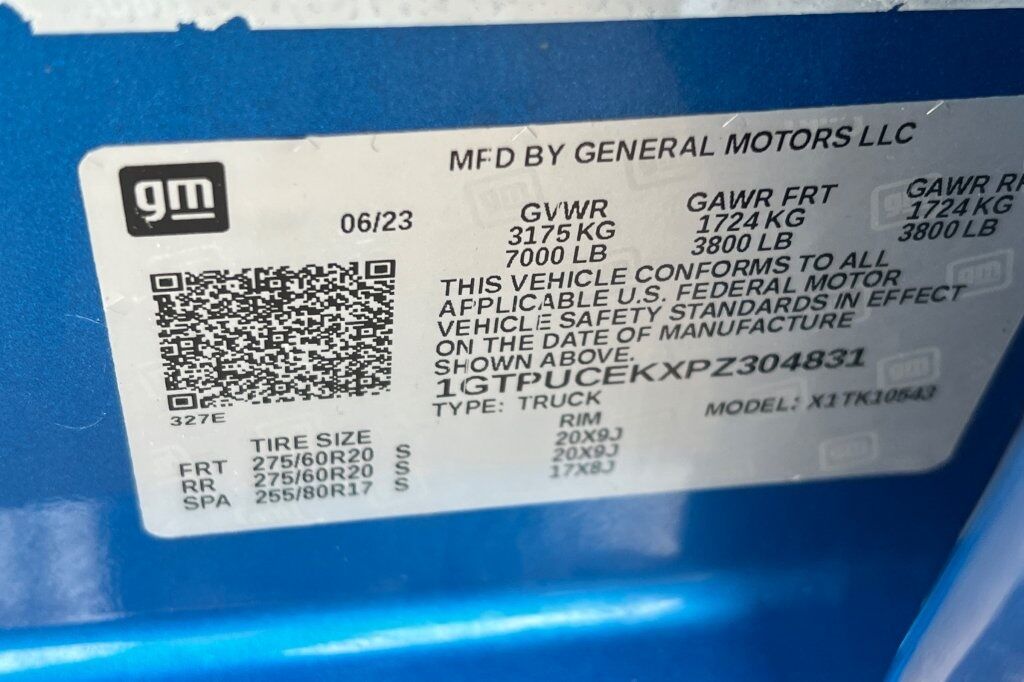 gm
MFD BY GENERAL MOTORS LLC
06/23
GVWR GAWR FRT GAWR RR
3175 KG 1724 KG 1724 KG
7000 LB 3800 LB 3800 LB
THIS VEHICLE CONFORMS TO ALL
APPLICABLE U.S. FEDERAL MOTOR
VEHICLE SAFETY STANDARDS IN EFFECT
ON THE DATE OF MANUFACTURE
SHOWN ABOVE.
1GTPUCEKXPZ304831
TYPE: TRUCK MODEL: X1TK10543
327E
TIRE SIZE RIM
FRT 275/60R20 S 20X9J
RR 275/60R20 S 20X9J
SPA 255/80R17 S 17X8J